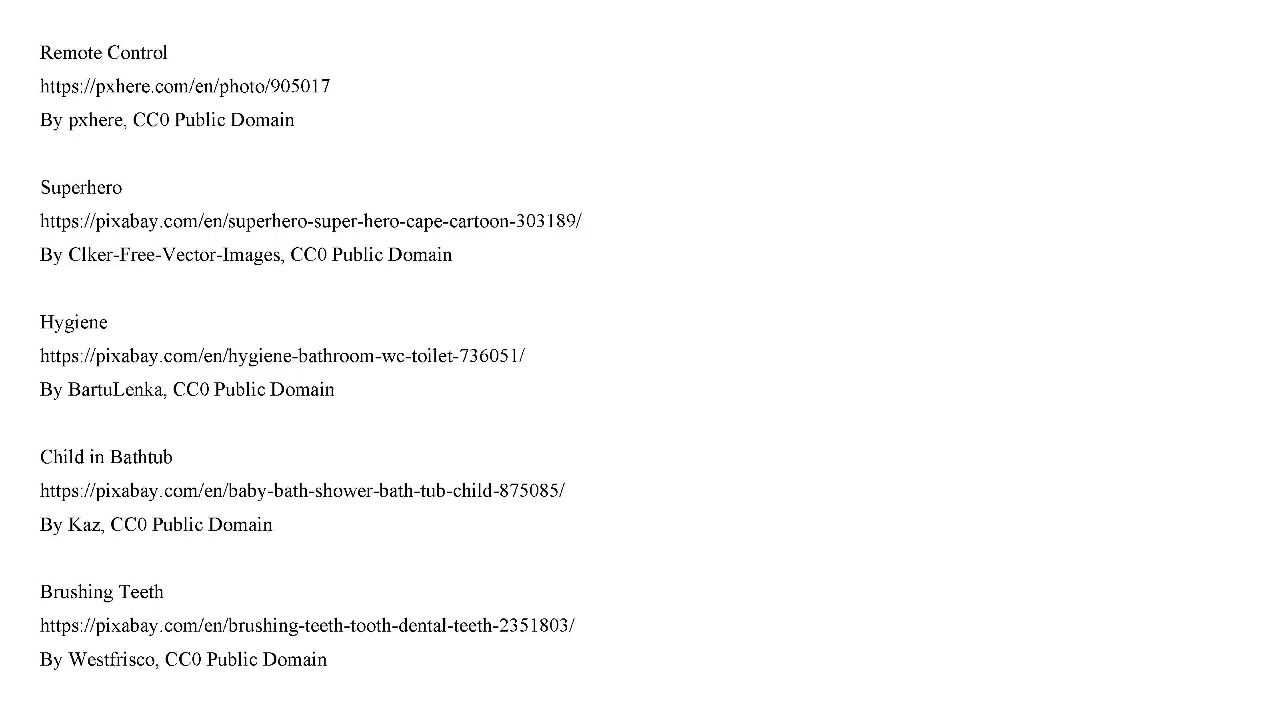 Remote Control
https://pxhere.com/en/photo/905017
By pxhere, CC0 Public Domain
Superhero
https://pixabay.com/en/superhero-super-hero-cape-cartoon-303189/
By Clker-Free-Vector-Images, CC0 Public Domain
Hygiene
https://pixabay.com/en/hygiene-bathroom-wc-toilet-736051/
By BartuLenka, CC0 Public Domain
Child in Bathtub
https://pixabay.com/en/baby-bath-shower-bath-tub-child-875085/
By Kaz, CC0 Public Domain
Brushing Teeth
https://pixabay.com/en/brushing-teeth-tooth-dental-teeth-2351803/
By Westfrisco, CC0 Public Domain